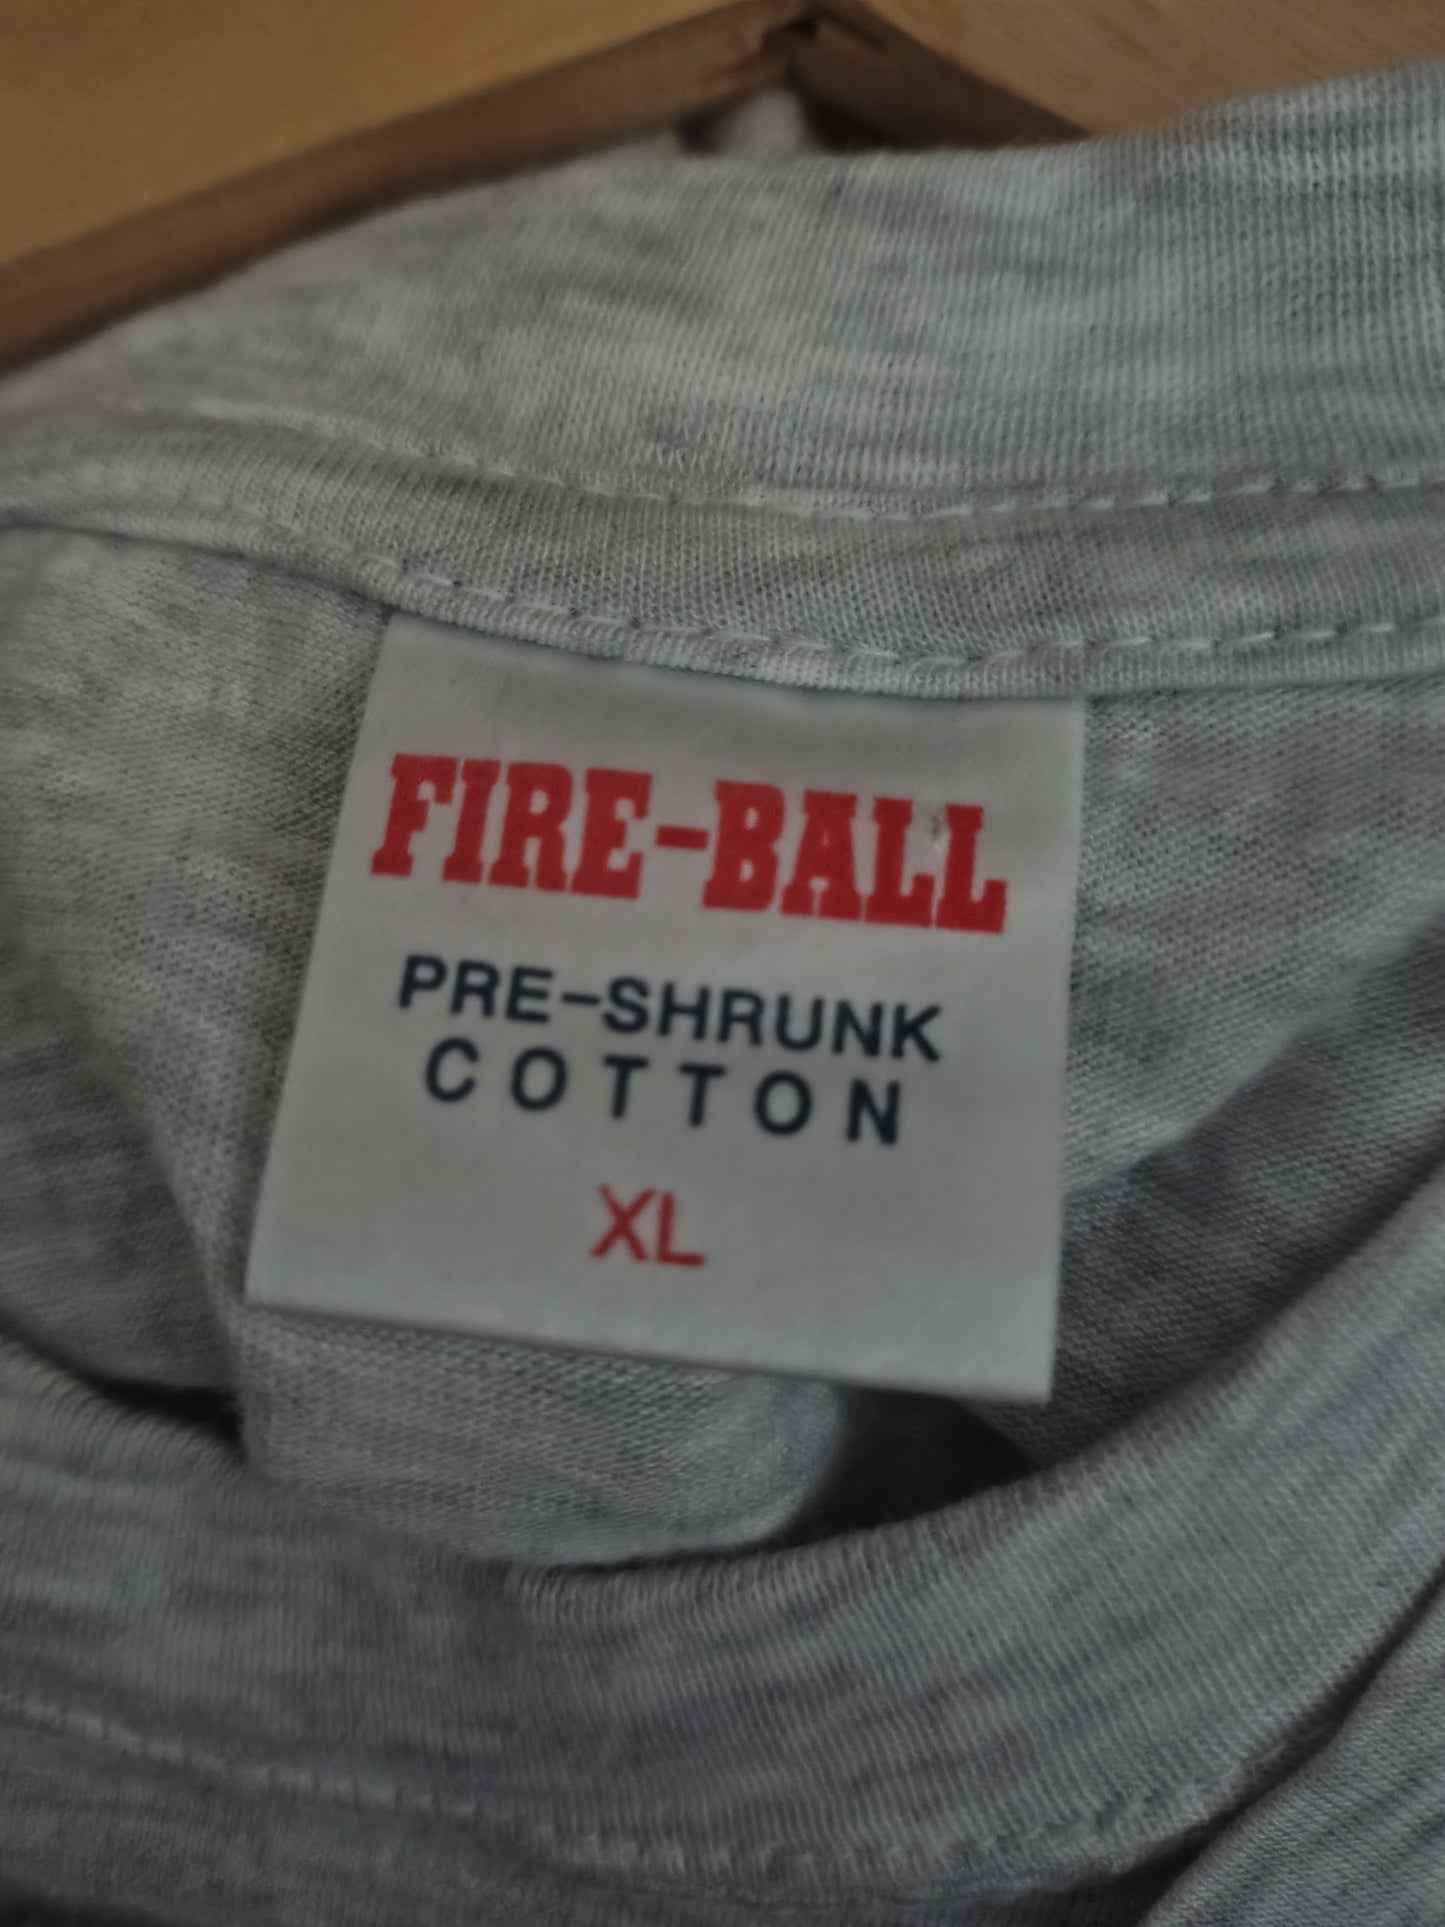 FIRE-BALL
PRE-SHRUNK
COTTON
XL